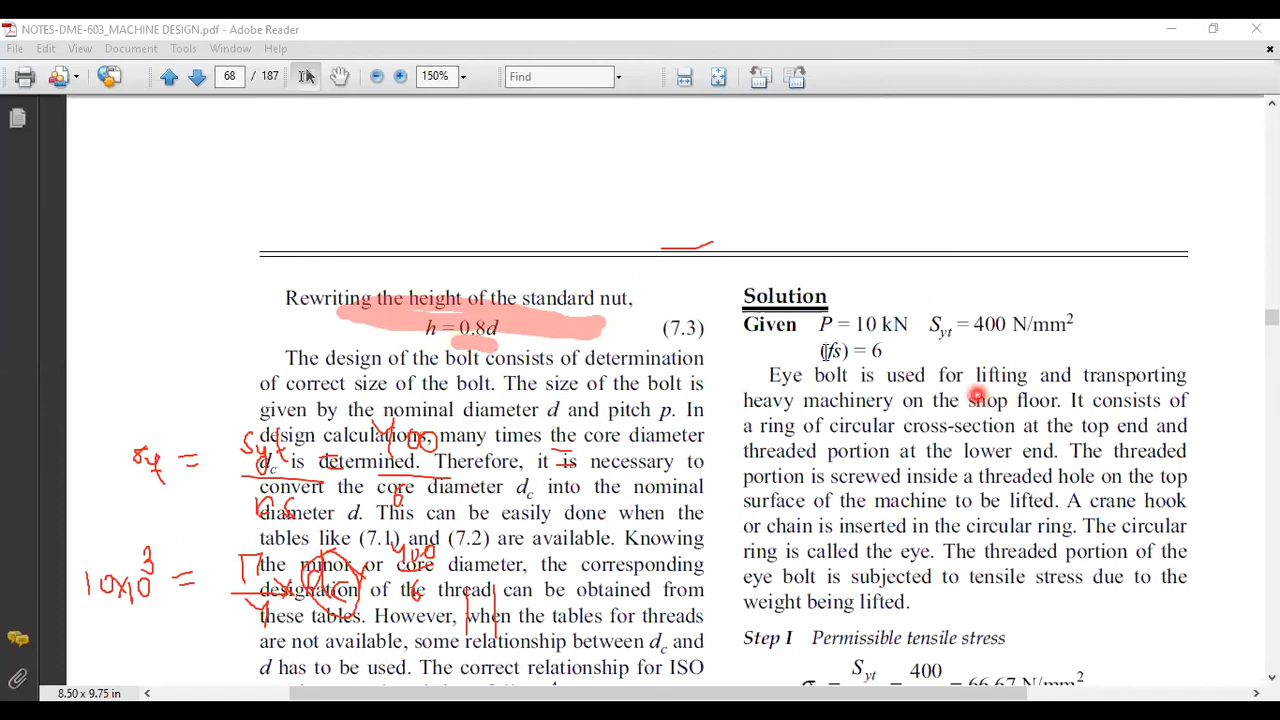 NOTES-DME-603_MACHINE DESIGN.pdf - Adobe Reader
File Edit View Document Tools Window Help
68 / 187 150% Find
Rewriting the height of the standard nut,
h = 0.8d (7.3)
The design of the bolt consists of determination
of correct size of the bolt. The size of the bolt is
given by the nominal diameter d and pitch p. In
design calculations, many times the core diameter
dc is determined. Therefore, it is necessary to
convert the core diameter dc into the nominal
diameter d. This can be easily done when the
tables like (7.1) and (7.2) are available. Knowing
the minor or core diameter, the corresponding
designation of the thread can be obtained from
these tables. However, when the tables for threads
are not available, some relationship between dc and
d has to be used. The correct relationship for ISO
= Syt = 400 =
6
10x10³ = π x 400
4 6
Solution
Given P = 10 kN Syt = 400 N/mm²
(fs) = 6
Eye bolt is used for lifting and transporting
heavy machinery on the shop floor. It consists of
a ring of circular cross-section at the top end and
threaded portion at the lower end. The threaded
portion is screwed inside a threaded hole on the top
surface of the machine to be lifted. A crane hook
or chain is inserted in the circular ring. The circular
ring is called the eye. The threaded portion of the
eye bolt is subjected to tensile stress due to the
weight being lifted.
Step I Permissible tensile stress
Syt 400
= = = 66.67 N/mm²
8.50 x 9.75 in